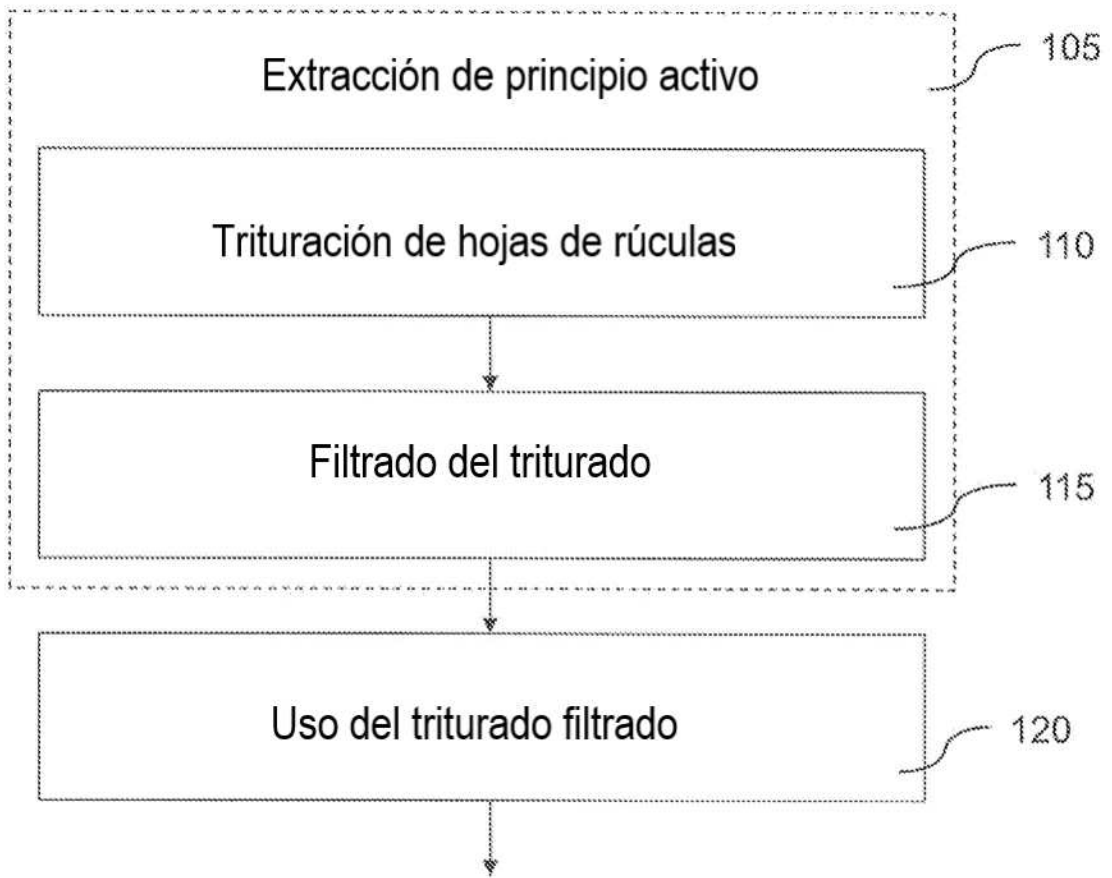 105
Extracción de principio activo
Trituración de hojas de rúculas
110
Filtrado del triturado
115
Uso del triturado filtrado
120